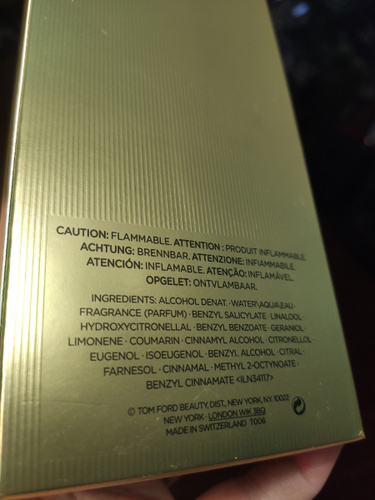 CAUTION: FLAMMABLE. ATTENTION : PRODUIT INFLAMMABLE.
ACHTUNG: BRENNBAR. ATTENZIONE: INFIAMMABILE.
ATENCIÓN: INFLAMABLE. ATENÇÃO: INFLAMÁVEL.
OPGELET: ONTVLAMBAAR.
INGREDIENTS: ALCOHOL DENAT. · WATER\AQUA\EAU ·
FRAGRANCE (PARFUM) · BENZYL SALICYLATE · LINALOOL ·
HYDROXYCITRONELLAL · BENZYL BENZOATE · GERANIOL ·
LIMONENE · COUMARIN · CINNAMYL ALCOHOL · CITRONELLOL ·
EUGENOL · ISOEUGENOL · BENZYL ALCOHOL · CITRAL ·
FARNESOL · CINNAMAL · METHYL 2-OCTYNOATE ·
BENZYL CINNAMATE <ILN34117>
© TOM FORD BEAUTY, DIST., NEW YORK, N.Y. 10022
NEW YORK · LONDON W1K 3BQ
MADE IN SWITZERLAND T006